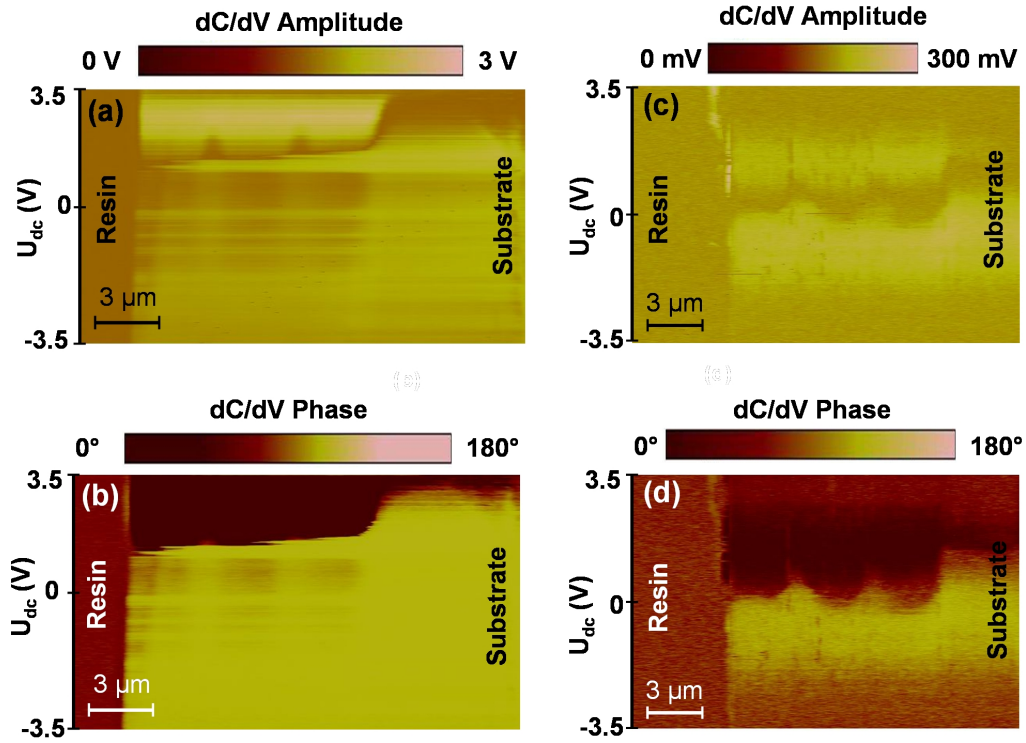 dC/dV Amplitude
0 V 3 V
3.5
(a)
0
-3.5
Udc (V)
Resin
Substrate
3 µm
dC/dV Amplitude
0 mV 300 mV
3.5
(c)
0
-3.5
Udc (V)
Resin
Substrate
3 µm
dC/dV Phase
0° 180°
3.5
(b)
0
-3.5
Udc (V)
Resin
Substrate
3 µm
dC/dV Phase
0° 180°
3.5
(d)
0
-3.5
Udc (V)
Resin
Substrate
3 µm